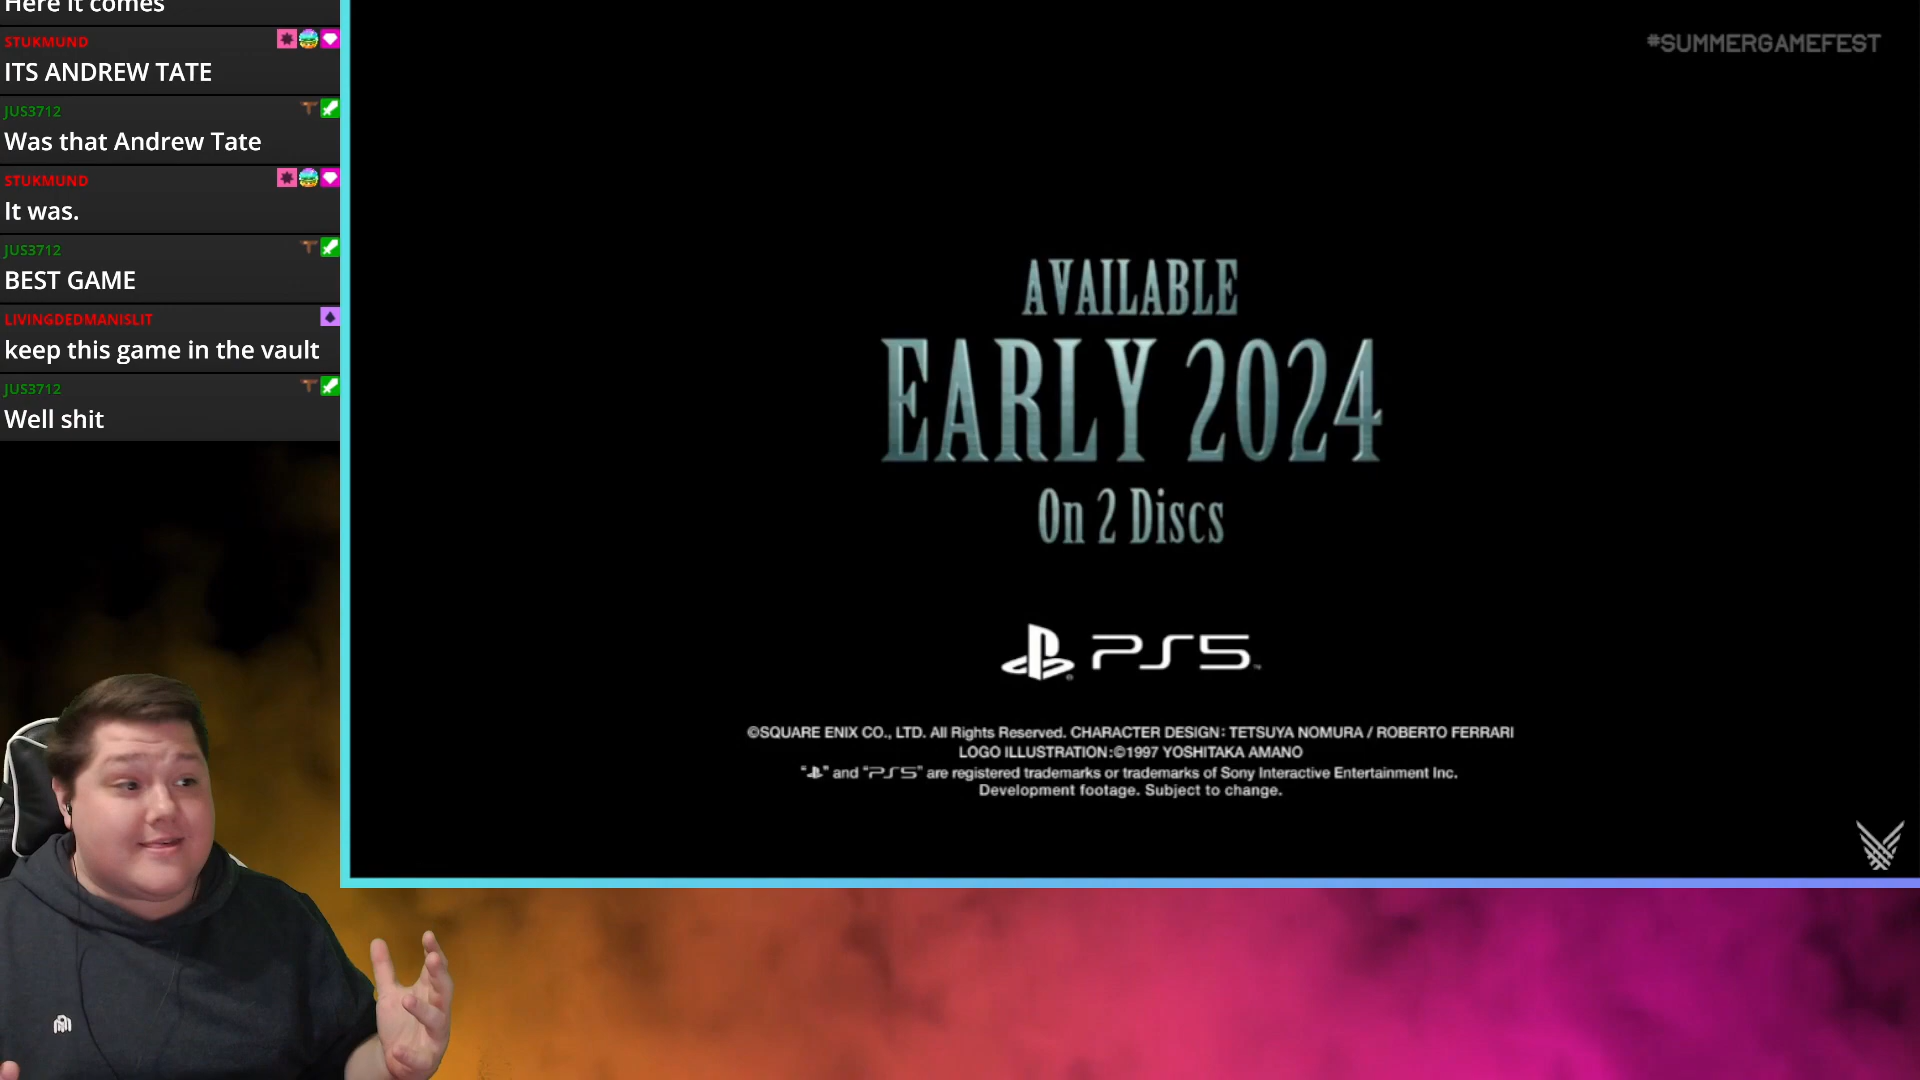 Here it comes
STUKMUND
ITS ANDREW TATE
JUS3712
Was that Andrew Tate
STUKMUND
It was.
JUS3712
BEST GAME
LIVINGDEDMANISLIT
keep this game in the vault
JUS3712
Well shit
#SUMMERGAMEFEST
AVAILABLE
EARLY 2024
On 2 Discs
PS5
©SQUARE ENIX CO., LTD. All Rights Reserved. CHARACTER DESIGN: TETSUYA NOMURA / ROBERTO FERRARI
LOGO ILLUSTRATION:©1997 YOSHITAKA AMANO
“ ” and “PS5” are registered trademarks or trademarks of Sony Interactive Entertainment Inc.
Development footage. Subject to change.